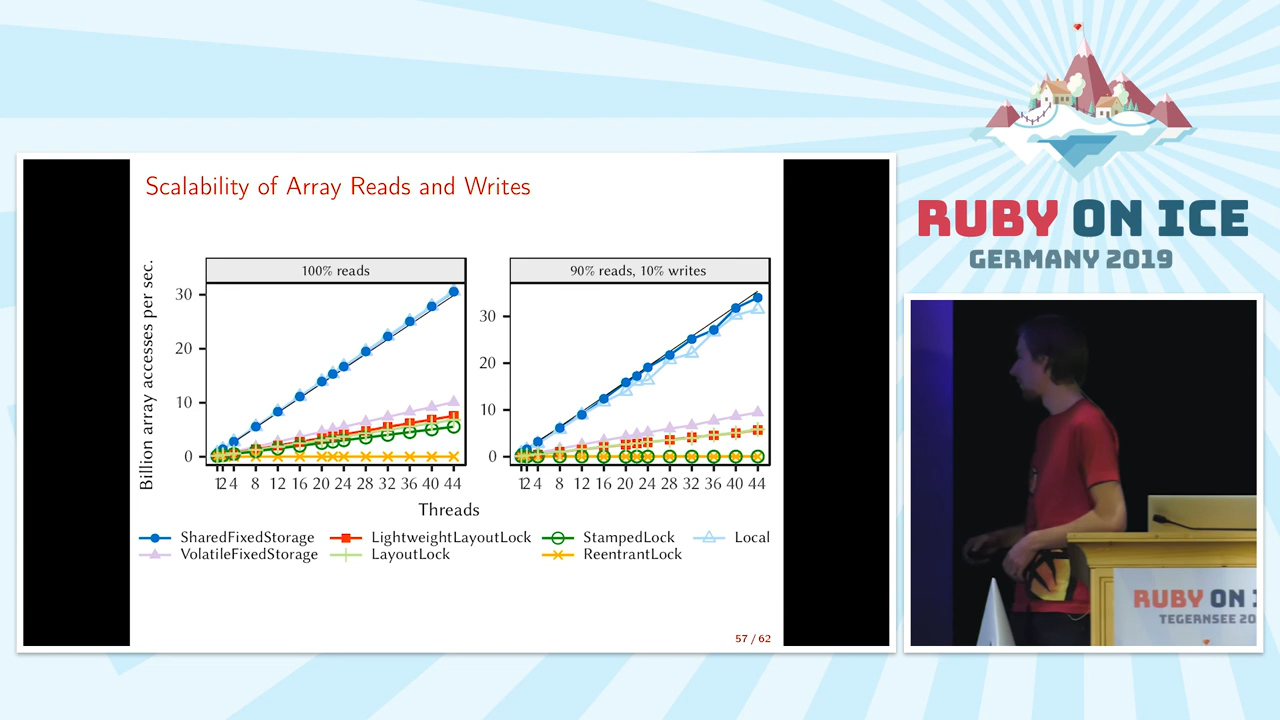 Scalability of Array Reads and Writes
Billion array accesses per sec.
100% reads
30
20
10
0
1 2 4 8 12 16 20 24 28 32 36 40 44
90% reads, 10% writes
30
20
10
0
1 2 4 8 12 16 20 24 28 32 36 40 44
Threads
SharedFixedStorage LightweightLayoutLock StampedLock Local
VolatileFixedStorage LayoutLock ReentrantLock
57 / 62
RUBY ON ICE
GERMANY 2019
RUBY ON
TEGERNSEE 20